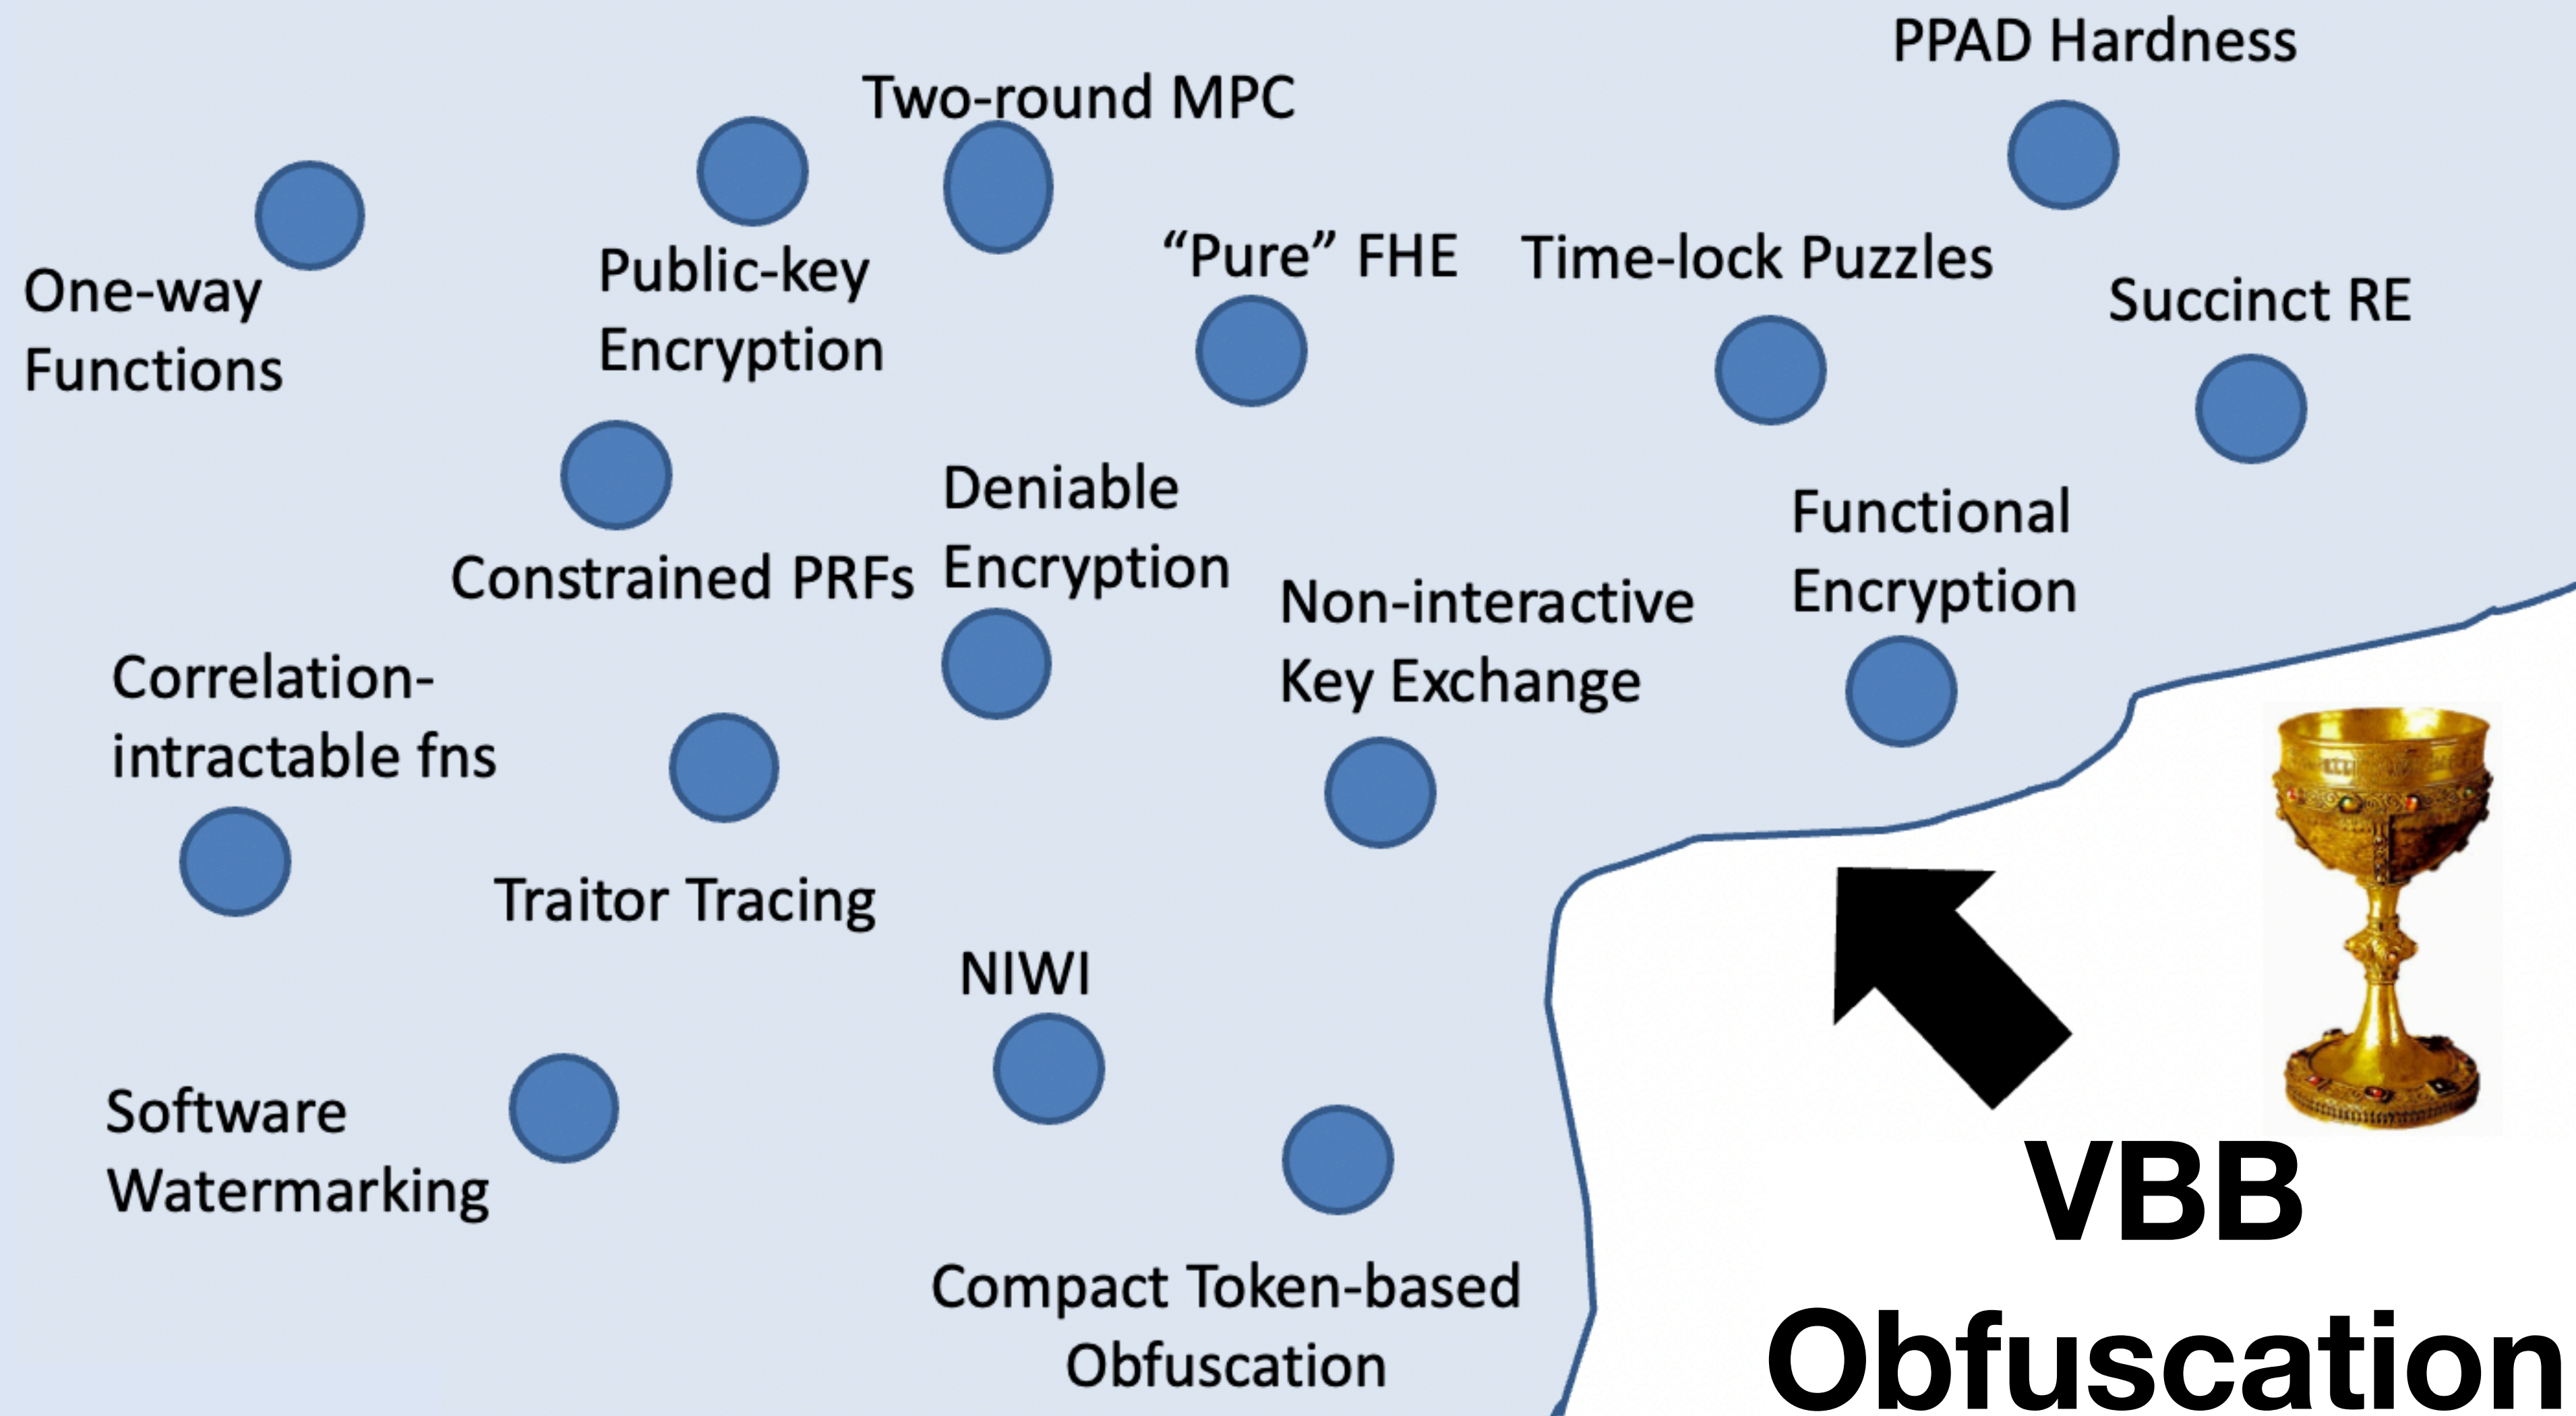 PPAD Hardness
Two-round MPC
One-way
Functions
Public-key
Encryption
“Pure” FHE
Time-lock Puzzles
Succinct RE
Constrained PRFs
Deniable
Encryption
Non-interactive
Key Exchange
Functional
Encryption
Correlation-
intractable fns
Traitor Tracing
NIWI
Software
Watermarking
Compact Token-based
Obfuscation
VBB
Obfuscation